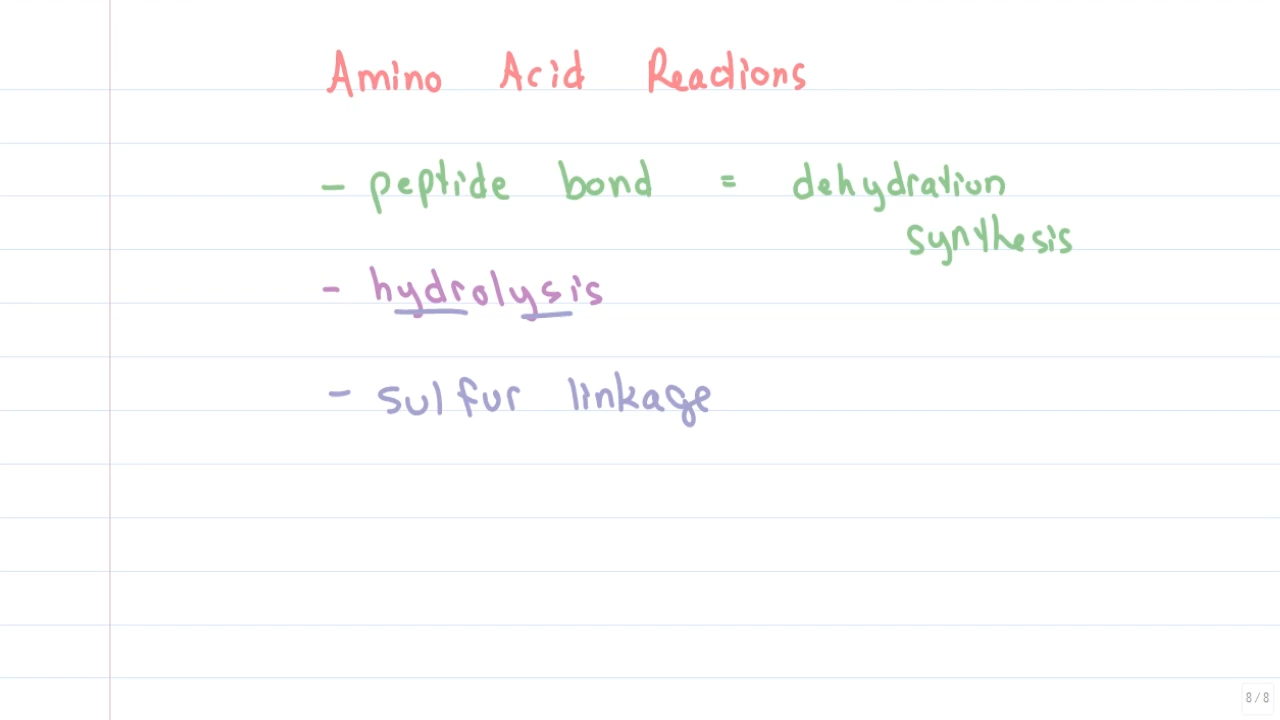 Amino Acid Reactions
- peptide bond = dehydration
synthesis
- hydrolysis
- sulfur linkage
8/8